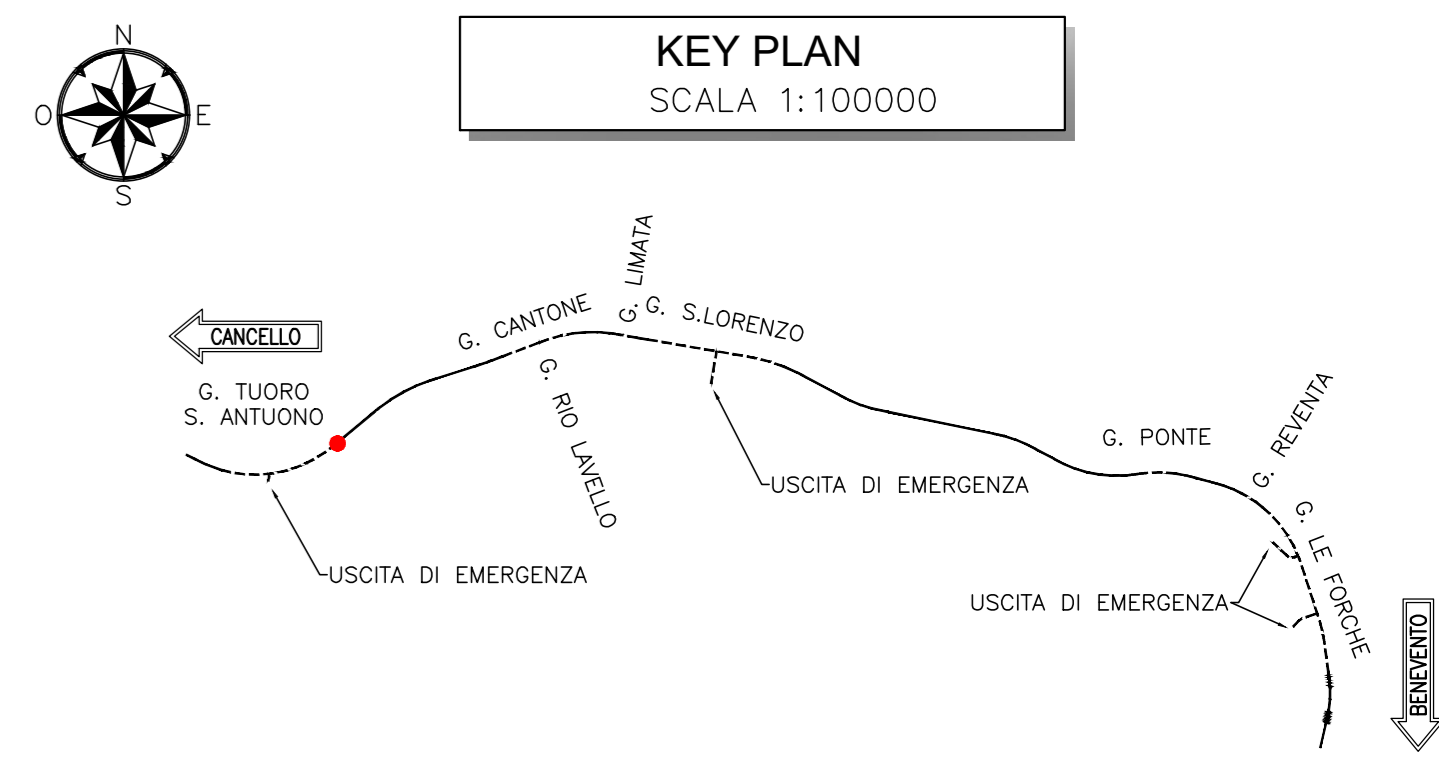 N
O
E
S
KEY PLAN
SCALA 1:100000
CANCELLO
G. TUORO
S. ANTUONO
G. CANTONE
G. LIMATA
G. S.LORENZO
G. RIO LAVELLO
USCITA DI EMERGENZA
USCITA DI EMERGENZA
G. PONTE
G. REVENTA
G. LE FORCHE
USCITA DI EMERGENZA
BENEVENTO